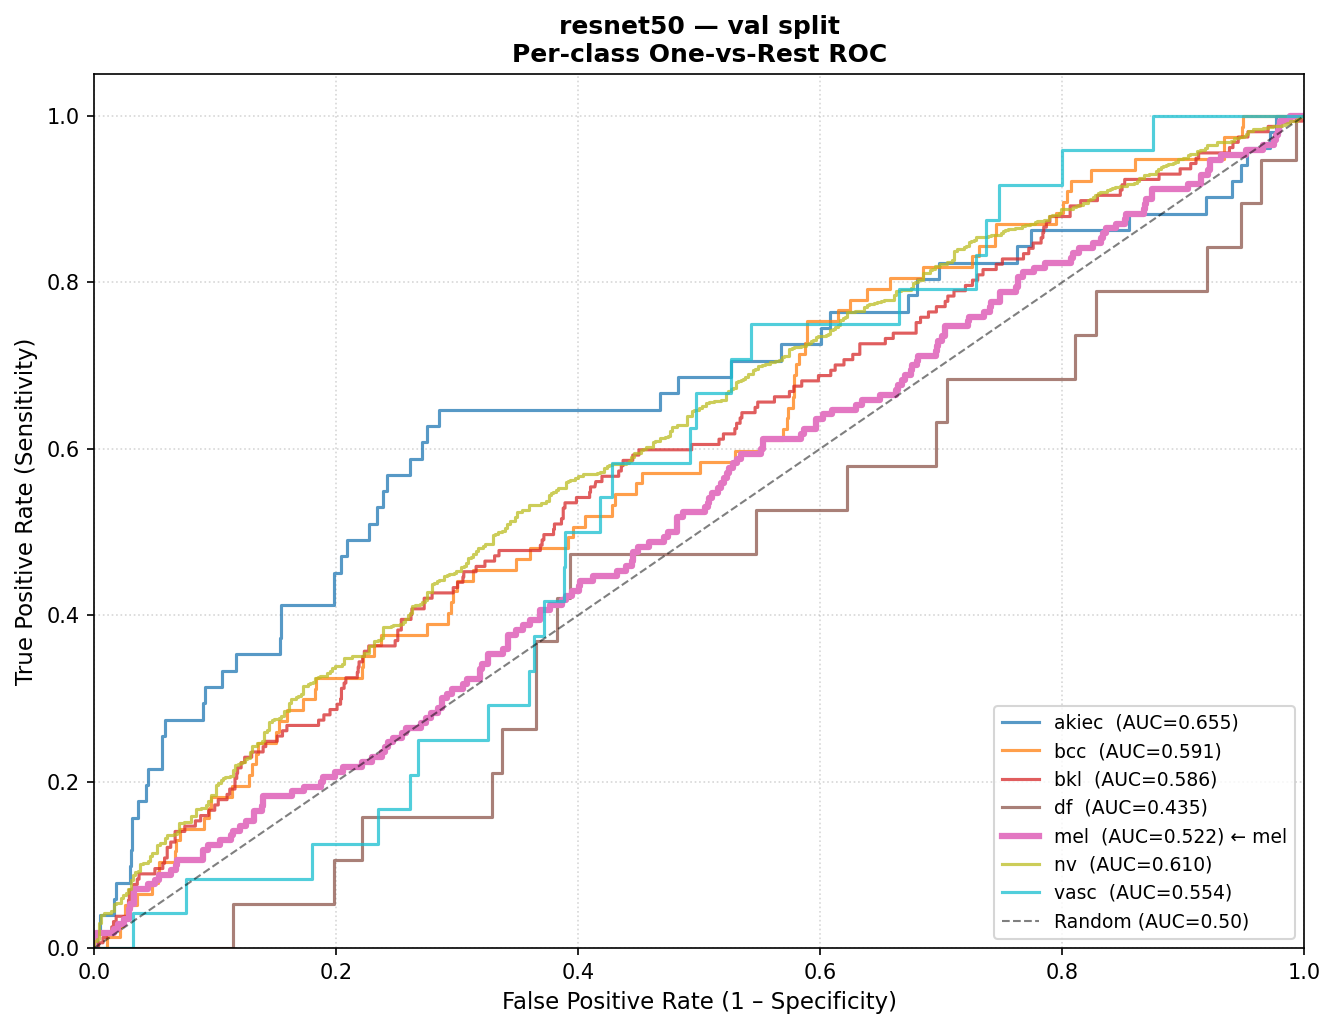 resnet50 — val split
Per-class One-vs-Rest ROC
True Positive Rate (Sensitivity)
1.0
0.8
0.6
0.4
0.2
0.0
akiec (AUC=0.655)
bcc (AUC=0.591)
bkl (AUC=0.586)
df (AUC=0.435)
mel (AUC=0.522) ← mel
nv (AUC=0.610)
vasc (AUC=0.554)
Random (AUC=0.50)
0.0 0.2 0.4 0.6 0.8 1.0
False Positive Rate (1 – Specificity)